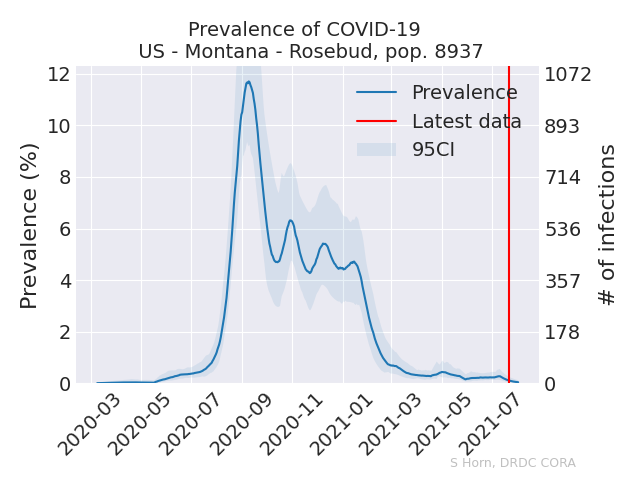 Prevalence of COVID-19
US - Montana - Rosebud, pop. 8937
Prevalence (%)
12
10
8
6
4
2
0
Prevalence
Latest data
95CI
1072
893
714
536
357
178
0
# of infections
2020-03
2020-05
2020-07
2020-09
2020-11
2021-01
2021-03
2021-05
2021-07
S Horn, DRDC CORA